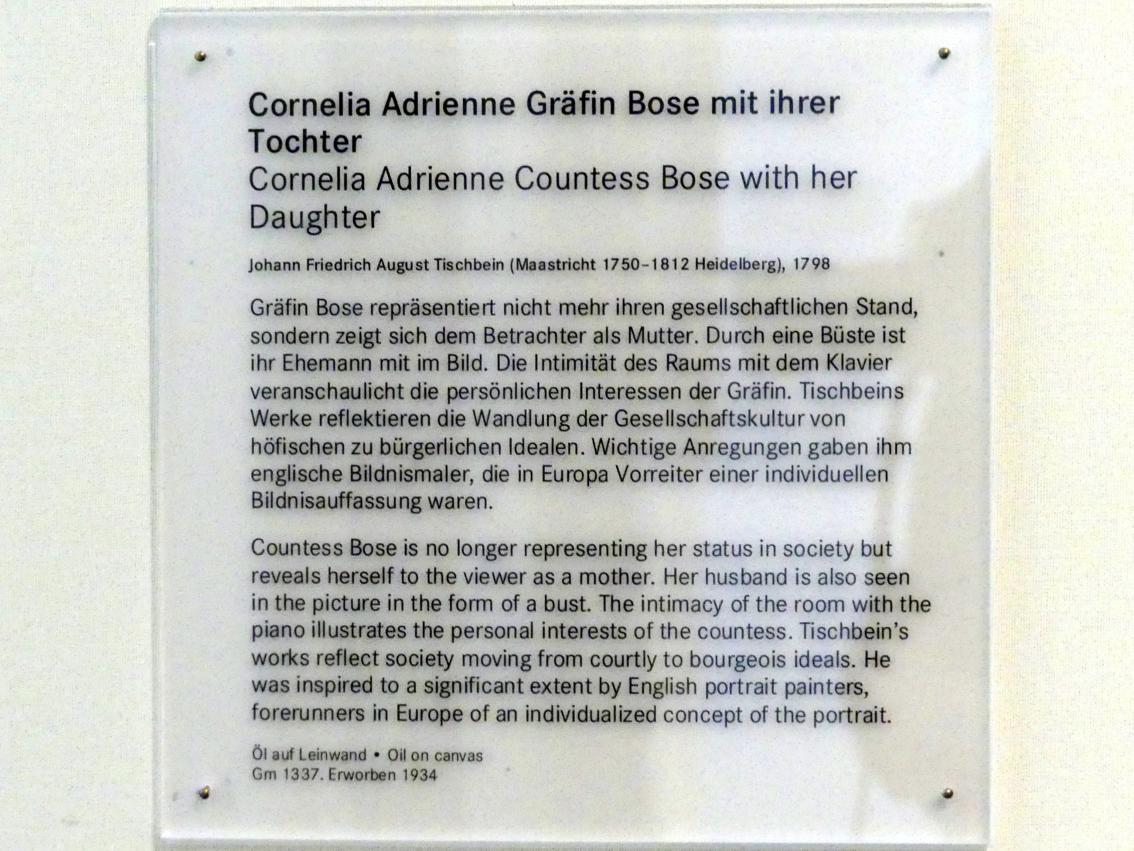 Cornelia Adrienne Gräfin Bose mit ihrer
Tochter
Cornelia Adrienne Countess Bose with her
Daughter
Johann Friedrich August Tischbein (Maastricht 1750–1812 Heidelberg), 1798
Gräfin Bose repräsentiert nicht mehr ihren gesellschaftlichen Stand,
sondern zeigt sich dem Betrachter als Mutter. Durch eine Büste ist
ihr Ehemann mit im Bild. Die Intimität des Raums mit dem Klavier
veranschaulicht die persönlichen Interessen der Gräfin. Tischbeins
Werke reflektieren die Wandlung der Gesellschaftskultur von
höfischen zu bürgerlichen Idealen. Wichtige Anregungen gaben ihm
englische Bildnismaler, die in Europa Vorreiter einer individuellen
Bildnisauffassung waren.
Countess Bose is no longer representing her status in society but
reveals herself to the viewer as a mother. Her husband is also seen
in the picture in the form of a bust. The intimacy of the room with the
piano illustrates the personal interests of the countess. Tischbein's
works reflect society moving from courtly to bourgeois ideals. He
was inspired to a significant extent by English portrait painters,
forerunners in Europe of an individualized concept of the portrait.
Öl auf Leinwand • Oil on canvas
Gm 1337. Erworben 1934